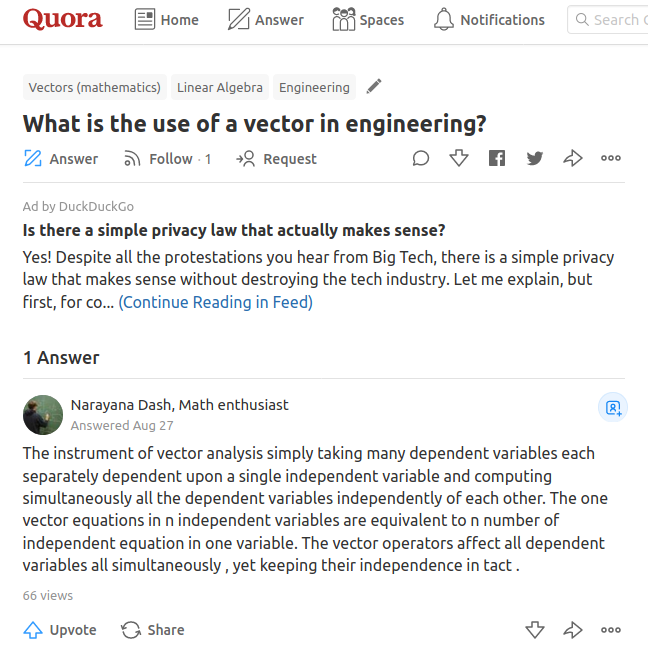 Quora Home Answer Spaces Notifications Search
Vectors (mathematics) Linear Algebra Engineering
What is the use of a vector in engineering?
Answer Follow · 1 Request
Ad by DuckDuckGo
Is there a simple privacy law that actually makes sense?
Yes! Despite all the protestations you hear from Big Tech, there is a simple privacy
law that makes sense without destroying the tech industry. Let me explain, but
first, for co... (Continue Reading in Feed)
1 Answer
Narayana Dash, Math enthusiast
Answered Aug 27
The instrument of vector analysis simply taking many dependent variables each
separately dependent upon a single independent variable and computing
simultaneously all the dependent variables independently of each other. The one
vector equations in n independent variables are equivalent to n number of
independent equation in one variable. The vector operators affect all dependent
variables all simultaneously , yet keeping their independence in tact .
66 views
Upvote Share